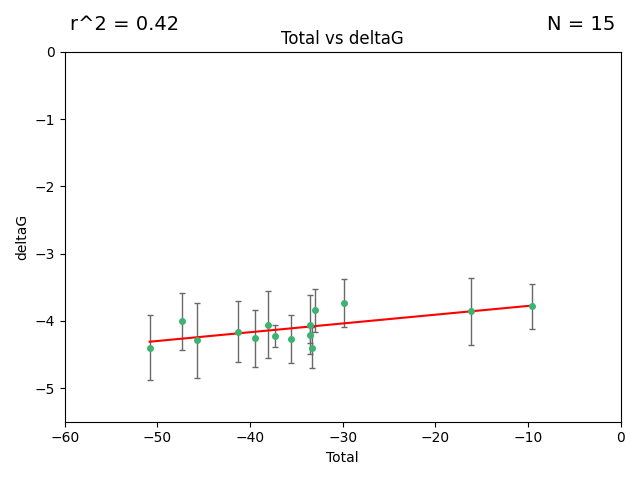 r^2 = 0.42
N = 15
Total vs deltaG
0
−1
−2
−3
−4
−5
deltaG
−60
−50
−40
−30
−20
−10
0
Total